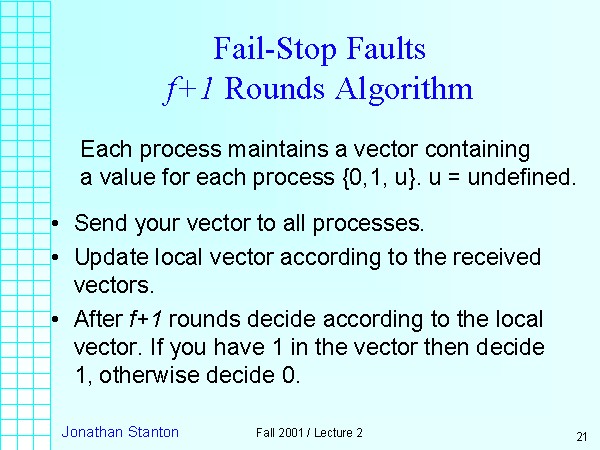 Fail-Stop Faults
f+1 Rounds Algorithm
Each process maintains a vector containing
a value for each process {0,1, u}. u = undefined.
• Send your vector to all processes.
• Update local vector according to the received
vectors.
• After f+1 rounds decide according to the local
vector. If you have 1 in the vector then decide
1, otherwise decide 0.
Jonathan Stanton Fall 2001 / Lecture 2 21